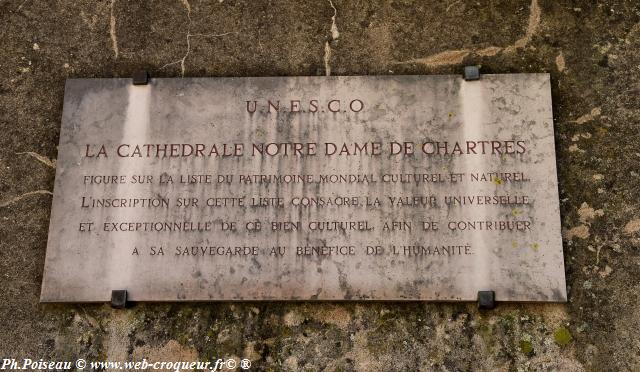 U.N.E.S.C.O
LA CATHEDRALE NOTRE DAME DE CHARTRES
FIGURE SUR LA LISTE DU PATRIMOINE MONDIAL CULTUREL ET NATUREL.
L'INSCRIPTION SUR CETTE LISTE CONSACRE LA VALEUR UNIVERSELLE
ET EXCEPTIONNELLE DE CE BIEN CULTUREL AFIN DE CONTRIBUER
A SA SAUVEGARDE AU BÉNÉFICE DE L'HUMANITÉ.
Ph.Poiseau © www-web-croqueur.fr © ®